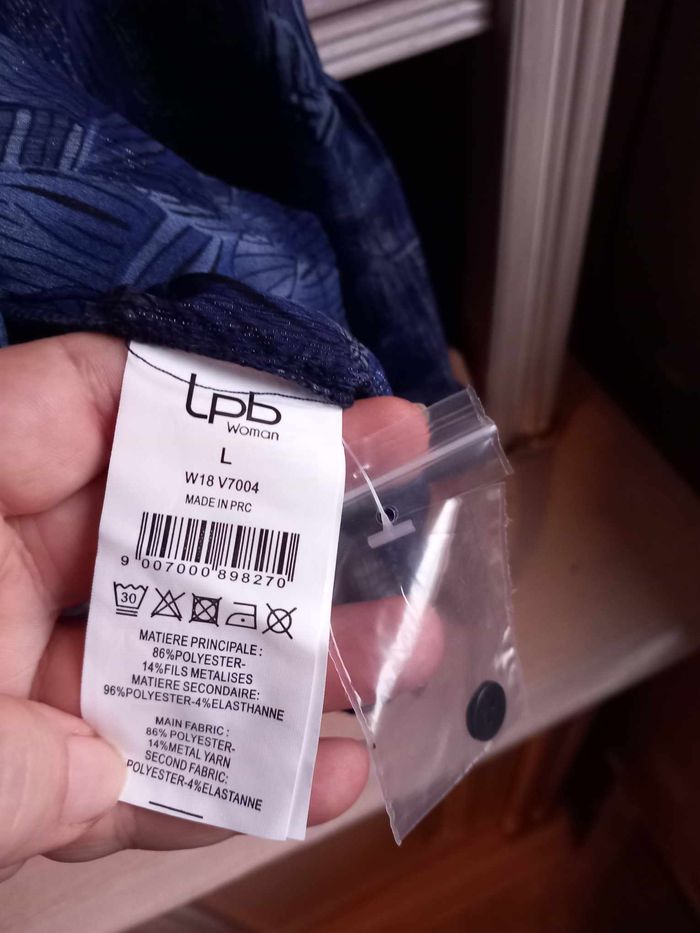 Lpb
Woman
L
W18 V7004
MADE IN PRC
9 007000 898270
30
MATIERE PRINCIPALE :
86%POLYESTER-
14%FILS METALISES
MATIERE SECONDAIRE:
96%POLYESTER-4%ELASTHANNE
MAIN FABRIC :
86% POLYESTER-
14%METAL YARN
SECOND FABRIC:
POLYESTER-4%ELASTANNE